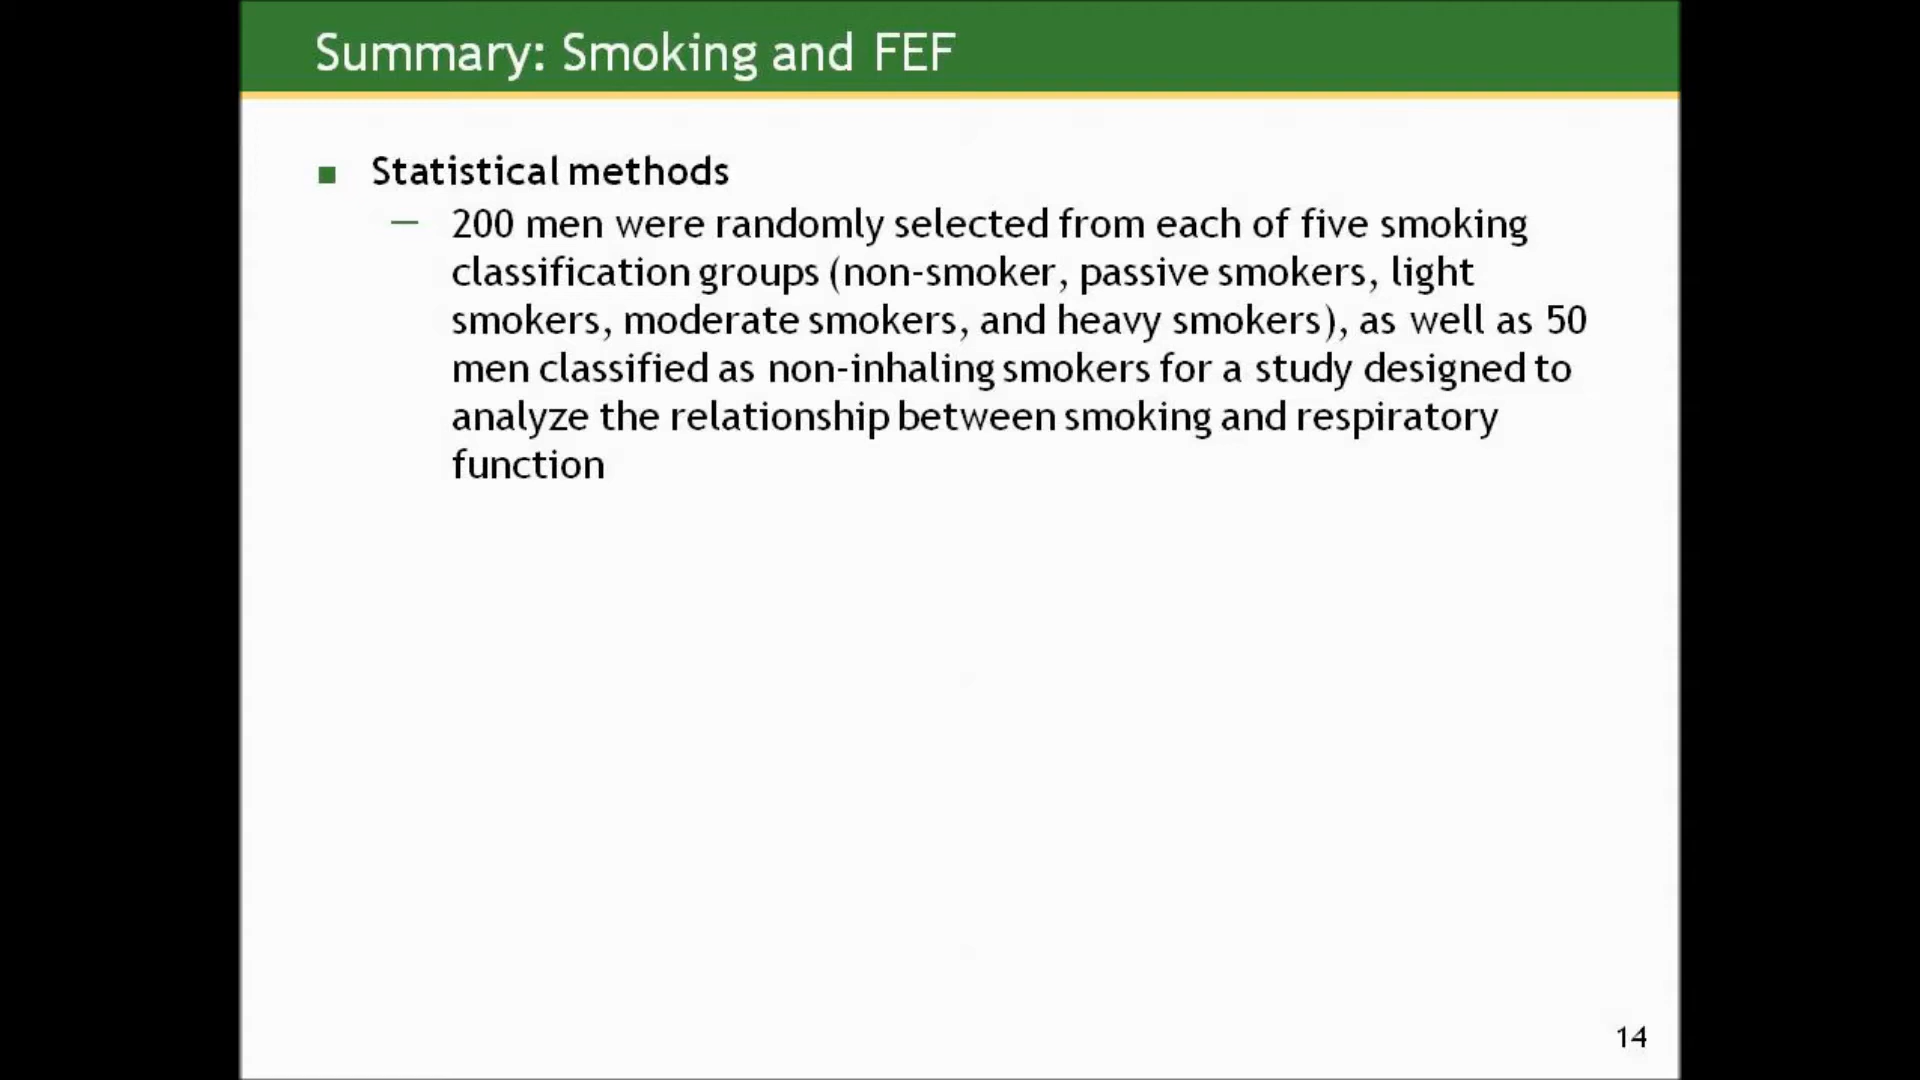 Summary: Smoking and FEF
Statistical methods
— 200 men were randomly selected from each of five smoking
classification groups (non-smoker, passive smokers, light
smokers, moderate smokers, and heavy smokers), as well as 50
men classified as non-inhaling smokers for a study designed to
analyze the relationship between smoking and respiratory
function
14